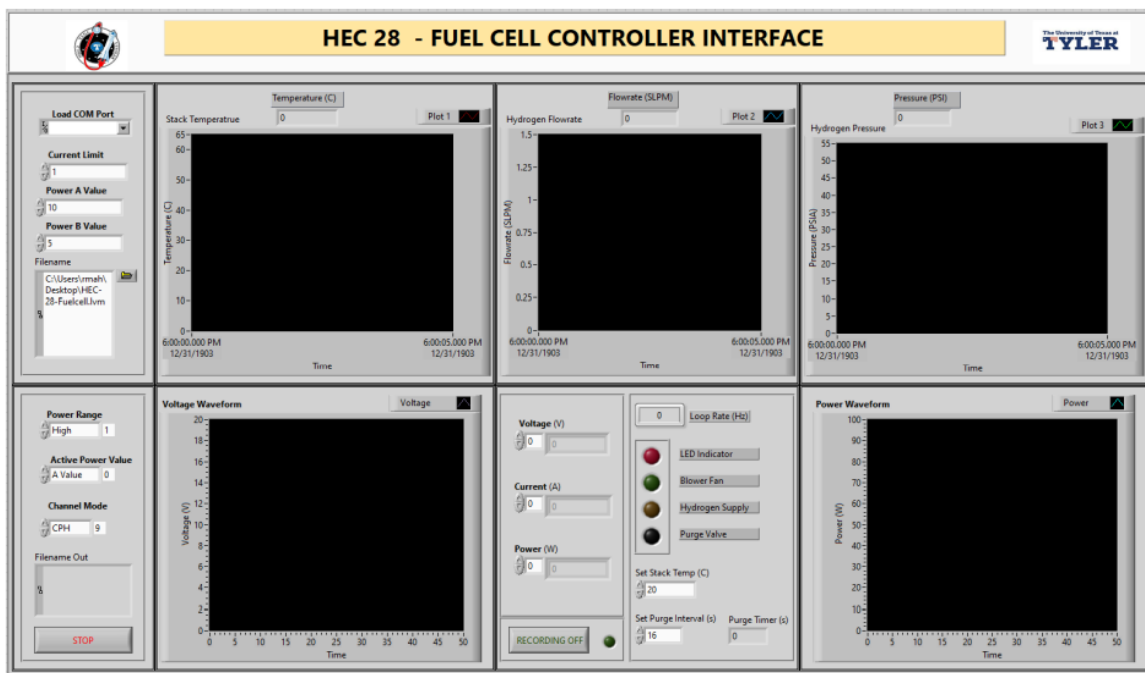 HEC 28 - FUEL CELL CONTROLLER INTERFACE
The University of Texas at
TYLER
Load COM Port
Current Limit
1
Power A Value
10
Power B Value
5
Filename
C:\Users\rmah\
Desktop\HEC-
28-Fuelcell.lvm
Temperature (C)
0
Stack Temperatrue
Plot 1
65
60
50
40
30
20
10
0
Temperature (C)
6:00:00.000 PM
12/31/1903
6:00:05.000 PM
12/31/1903
Time
Flowrate (SLPM)
0
Hydrogen Flowrate
Plot 2
1.5
1.25
1
0.75
0.5
0.25
0
Flowrate (SLPM)
6:00:00.000 PM
12/31/1903
6:00:05.000 PM
12/31/1903
Time
Pressure (PSI)
0
Hydrogen Pressure
Plot 3
55
50
45
40
35
30
25
20
15
10
5
0
Pressure (PSIA)
6:00:00.000 PM
12/31/1903
6:00:05.000 PM
12/31/1903
Time
Power Range
High 1
Active Power Value
A Value 0
Channel Mode
CPH 9
Filename Out
STOP
Voltage Waveform
Voltage
20
18
16
14
12
10
8
6
4
2
0
Voltage (V)
0 5 10 15 20 25 30 35 40 45 50
Time
Voltage (V)
0 0
Current (A)
0 0
Power (W)
0 0
RECORDING OFF
0 Loop Rate (Hz)
LED Indicator
Blower Fan
Hydrogen Supply
Purge Valve
Set Stack Temp (C)
20
Set Purge Interval (s) Purge Timer (s)
16 0
Power Waveform
Power
100
90
80
70
60
50
40
30
20
10
0
Power (W)
0 5 10 15 20 25 30 35 40 45 50
Time